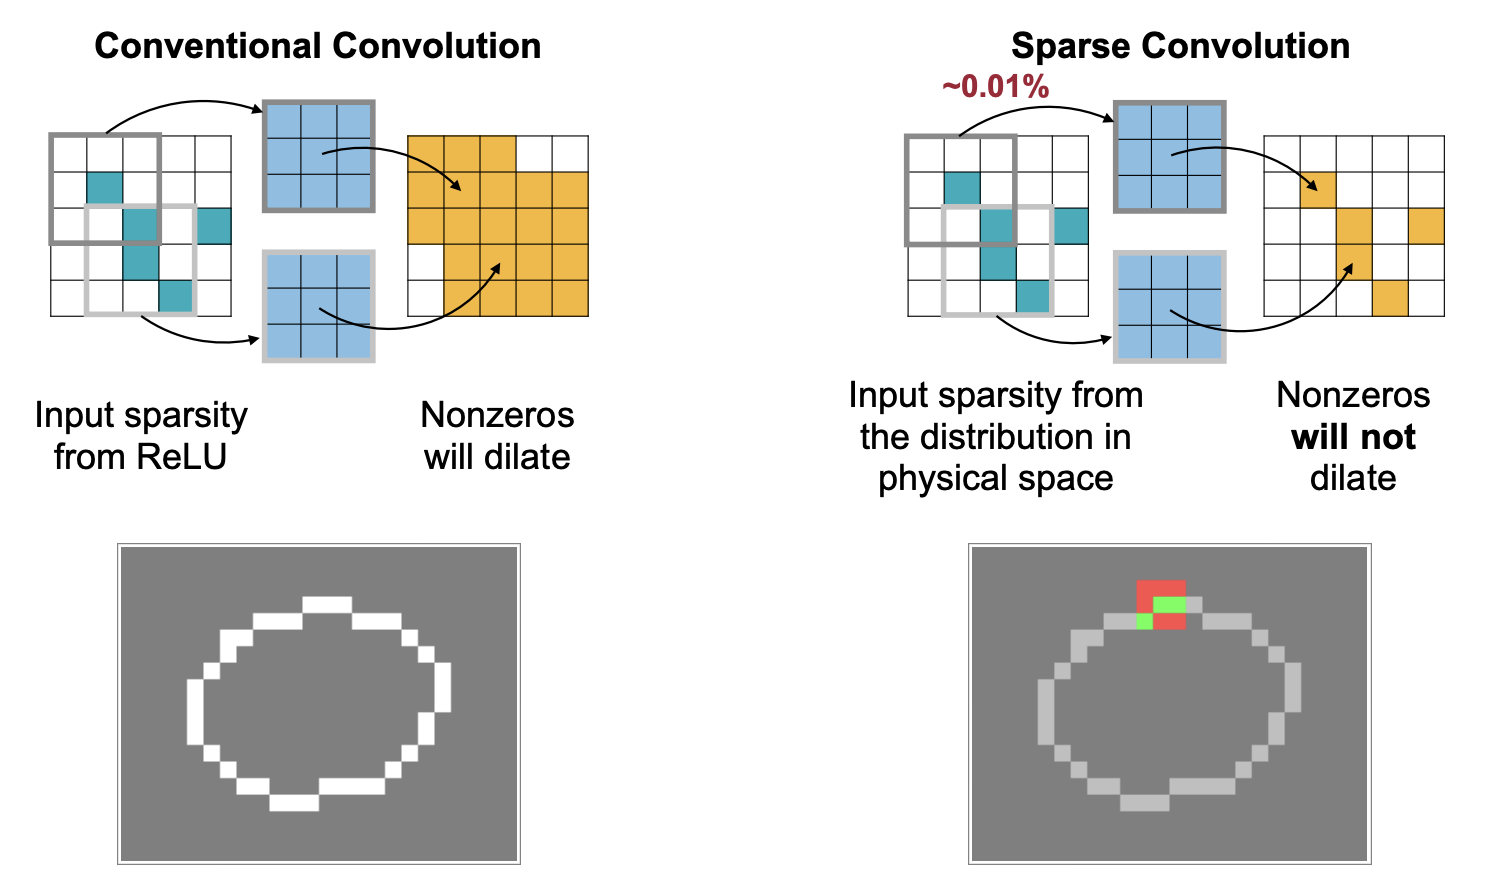 Conventional Convolution
Input sparsity
from ReLU
Nonzeros
will dilate
Sparse Convolution
~0.01%
Input sparsity from
the distribution in
physical space
Nonzeros
will not
dilate